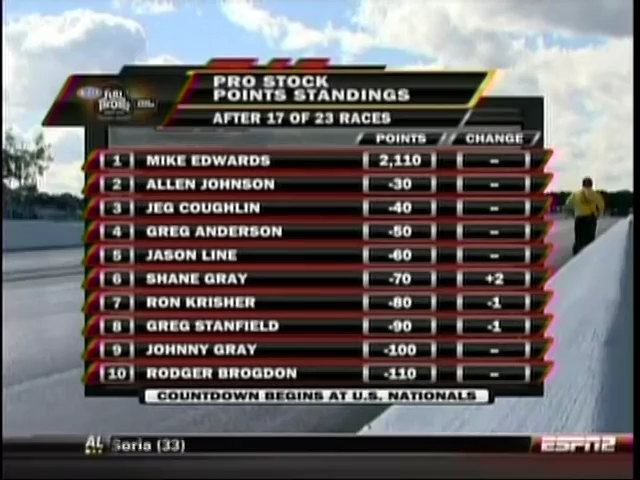 FULL THROTTLE
PRO STOCK
POINTS STANDINGS
AFTER 17 OF 23 RACES
POINTS CHANGE
1 MIKE EDWARDS 2,110 –
2 ALLEN JOHNSON -30 –
3 JEG COUGHLIN -40 –
4 GREG ANDERSON -50 –
5 JASON LINE -60 –
6 SHANE GRAY -70 +2
7 RON KRISHER -80 -1
8 GREG STANFIELD -90 -1
9 JOHNNY GRAY -100 –
10 RODGER BROGDON -110 –
COUNTDOWN BEGINS AT U.S. NATIONALS
AL Soria (33) ESPN2